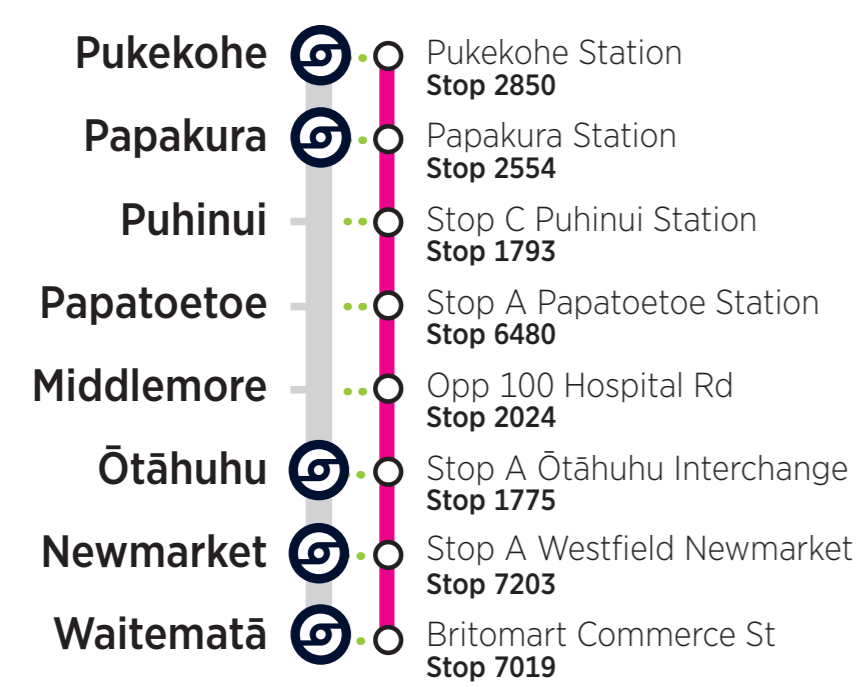 Pukekohe
Pukekohe Station
Stop 2850
Papakura
Papakura Station
Stop 2554
Puhinui
Stop C Puhinui Station
Stop 1793
Papatoetoe
Stop A Papatoetoe Station
Stop 6480
Middlemore
Opp 100 Hospital Rd
Stop 2024
Ōtāhuhu
Stop A Ōtāhuhu Interchange
Stop 1775
Newmarket
Stop A Westfield Newmarket
Stop 7203
Waitematā
Britomart Commerce St
Stop 7019